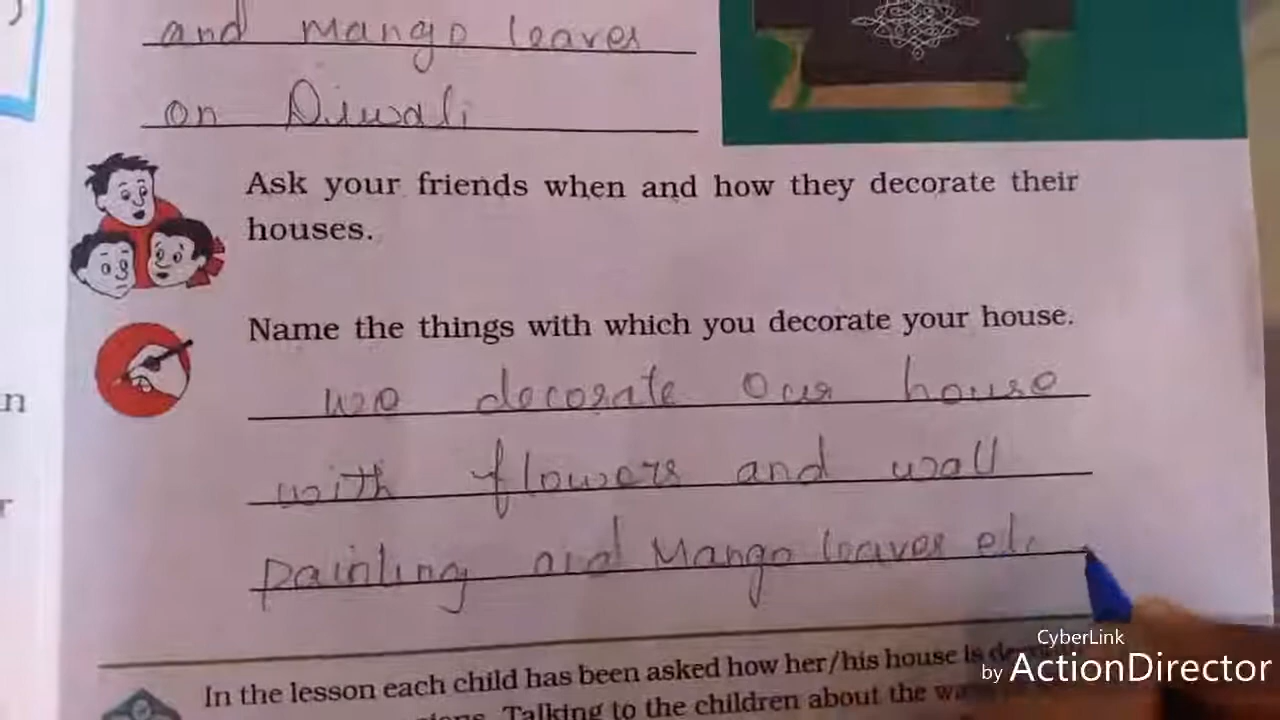 and mango leaves
on Diwali
Ask your friends when and how they decorate their
houses.
Name the things with which you decorate your house.
we decorate our house
n
with flowers and wall
r
painting and Mango leaves etc
In the lesson each child has been asked how her/his house is
Talking to the children about the
CyberLink
by ActionDirector